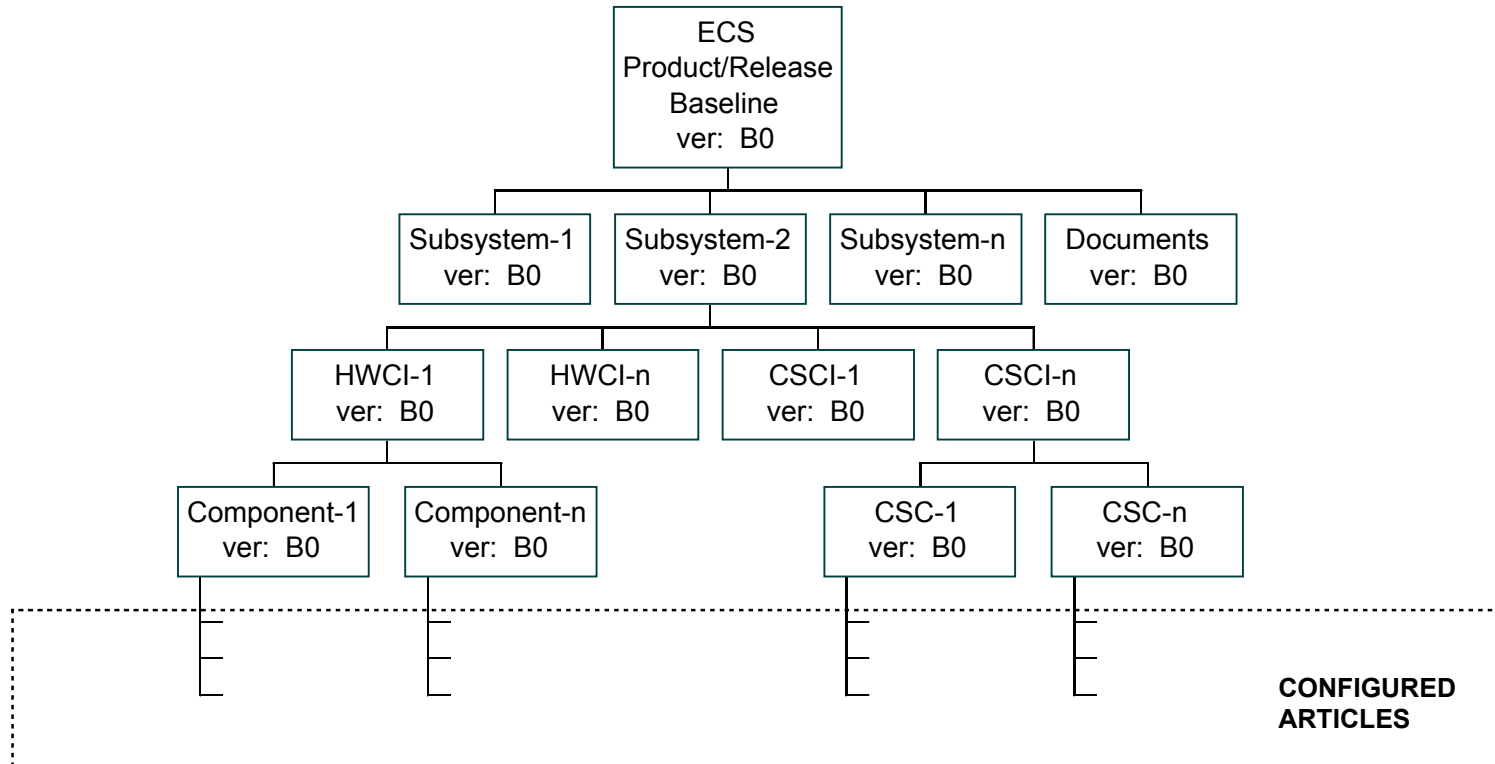 ECS
Product/Release
Baseline
ver: B0
Subsystem-1
ver: B0
Subsystem-2
ver: B0
Subsystem-n
ver: B0
Documents
ver: B0
HWCI-1
ver: B0
HWCI-n
ver: B0
CSCI-1
ver: B0
CSCI-n
ver: B0
Component-1
ver: B0
Component-n
ver: B0
CSC-1
ver: B0
CSC-n
ver: B0
CONFIGURED
ARTICLES